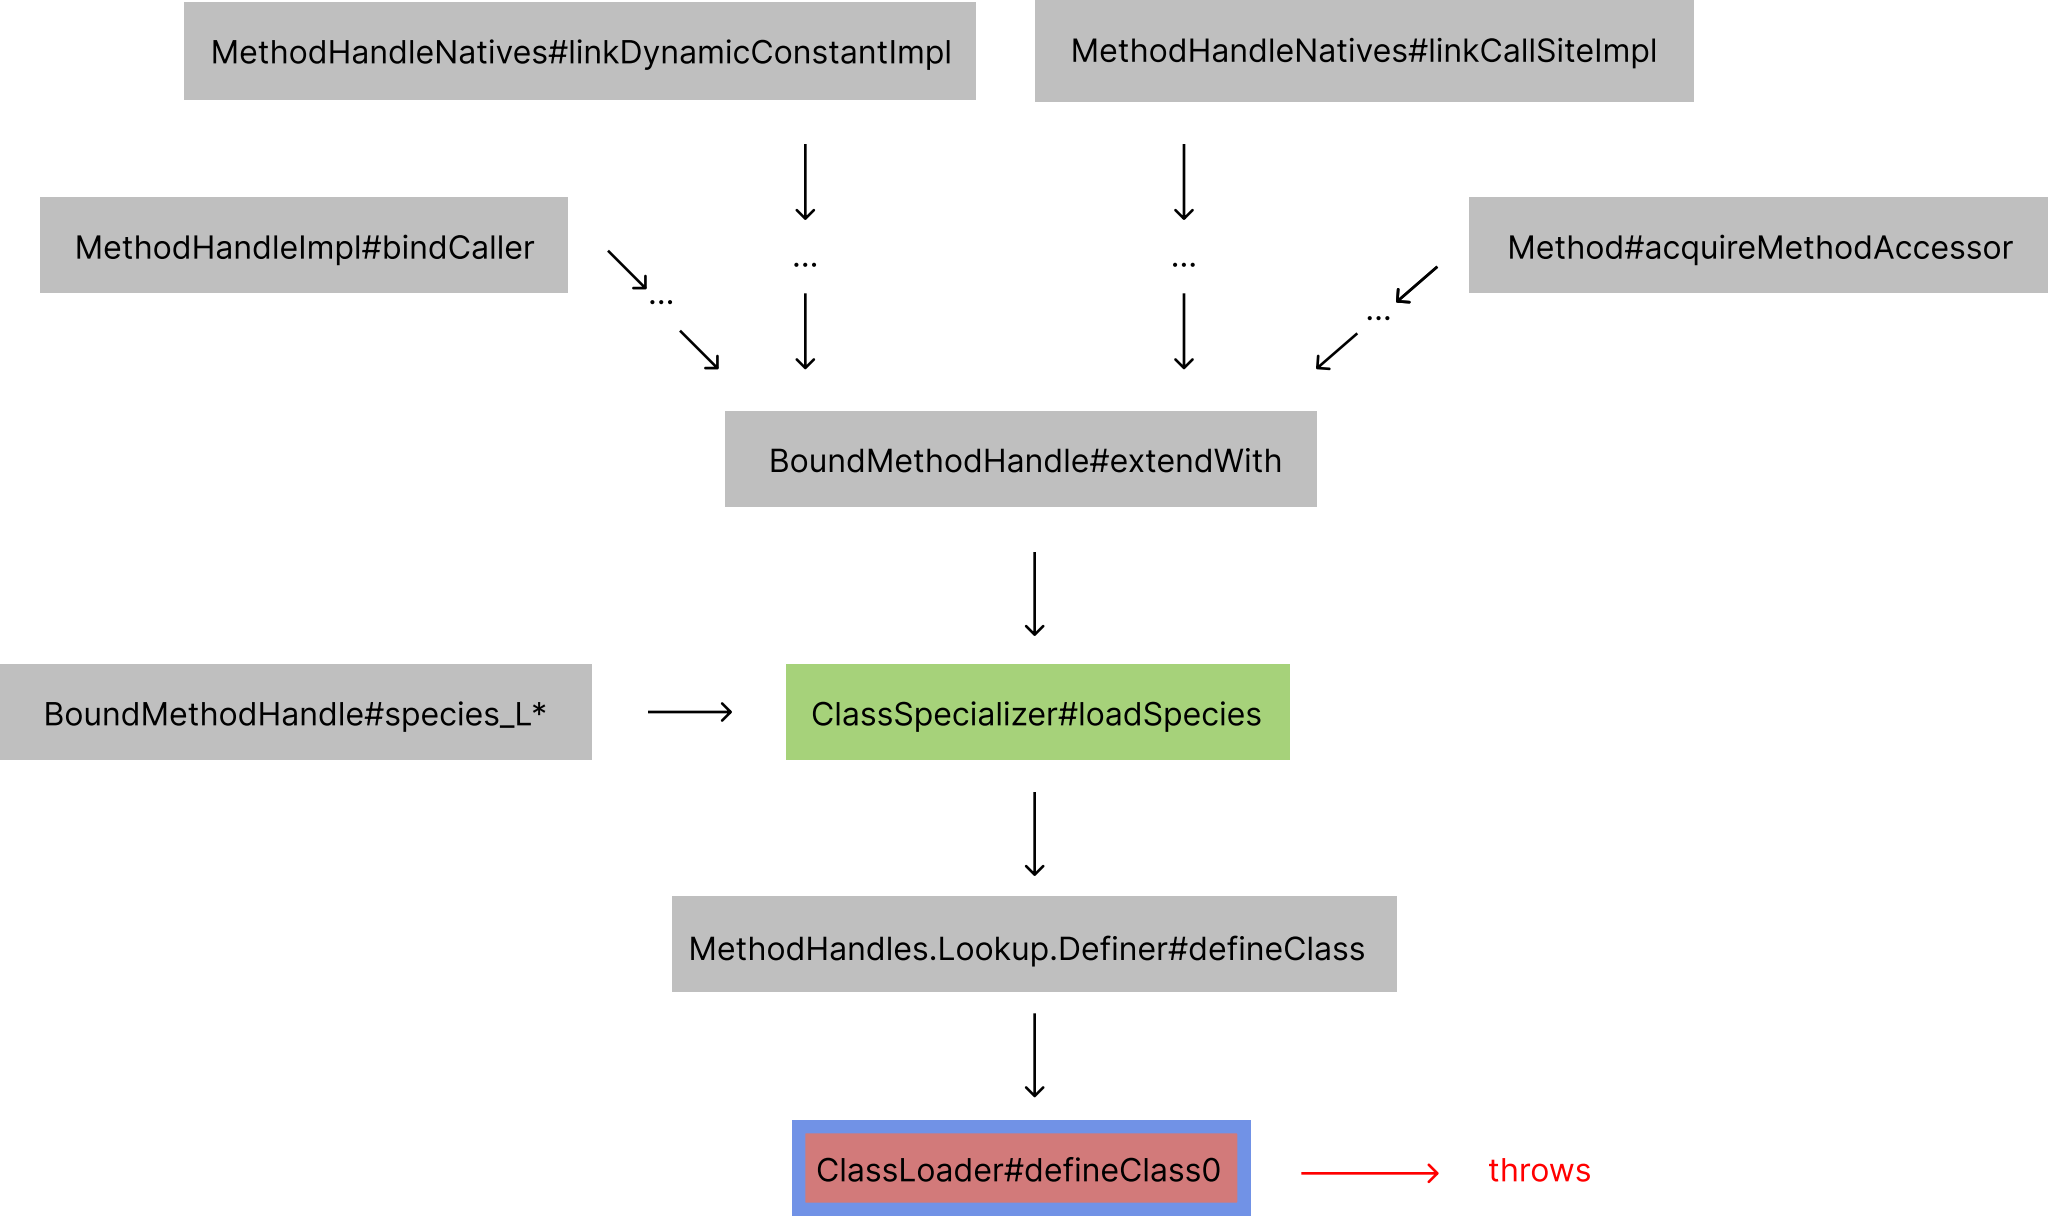 MethodHandleNatives#linkDynamicConstantImpl
MethodHandleNatives#linkCallSiteImpl
MethodHandleImpl#bindCaller
...
...
Method#acquireMethodAccessor
...
...
BoundMethodHandle#extendWith
BoundMethodHandle#species_L*
ClassSpecializer#loadSpecies
MethodHandles.Lookup.Definer#defineClass
ClassLoader#defineClass0
throws